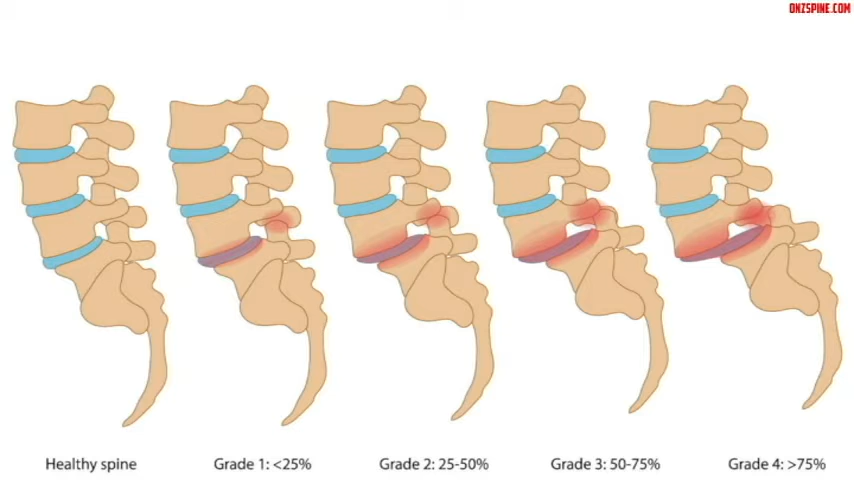 ONZSPINE.COM
Healthy spine
Grade 1: <25%
Grade 2: 25-50%
Grade 3: 50-75%
Grade 4: >75%